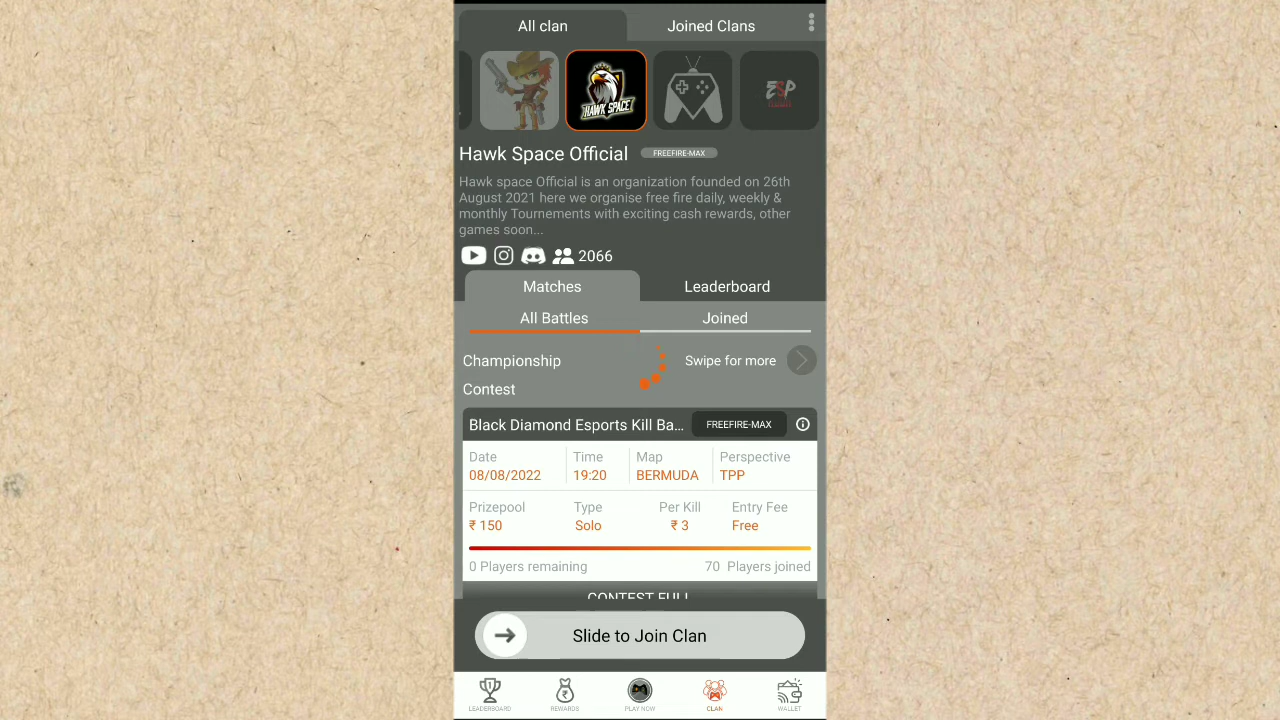 All clan Joined Clans
HAWK SPACE
ESP
Hawk Space Official FREEFIRE-MAX
Hawk space Official is an organization founded on 26th
August 2021 here we organise free fire daily, weekly &
monthly Tournements with exciting cash rewards, other
games soon...
2066
Matches Leaderboard
All Battles Joined
Championship Swipe for more
Contest
Black Diamond Esports Kill Ba... FREEFIRE-MAX
Date Time Map Perspective
08/08/2022 19:20 BERMUDA TPP
Prizepool Type Per Kill Entry Fee
₹ 150 Solo ₹ 3 Free
0 Players remaining 70 Players joined
CONTEST FULL
Slide to Join Clan
LEADERBOARD REWARDS PLAY NOW CLAN WALLET